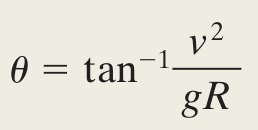 θ = tan⁻¹ v²/gR